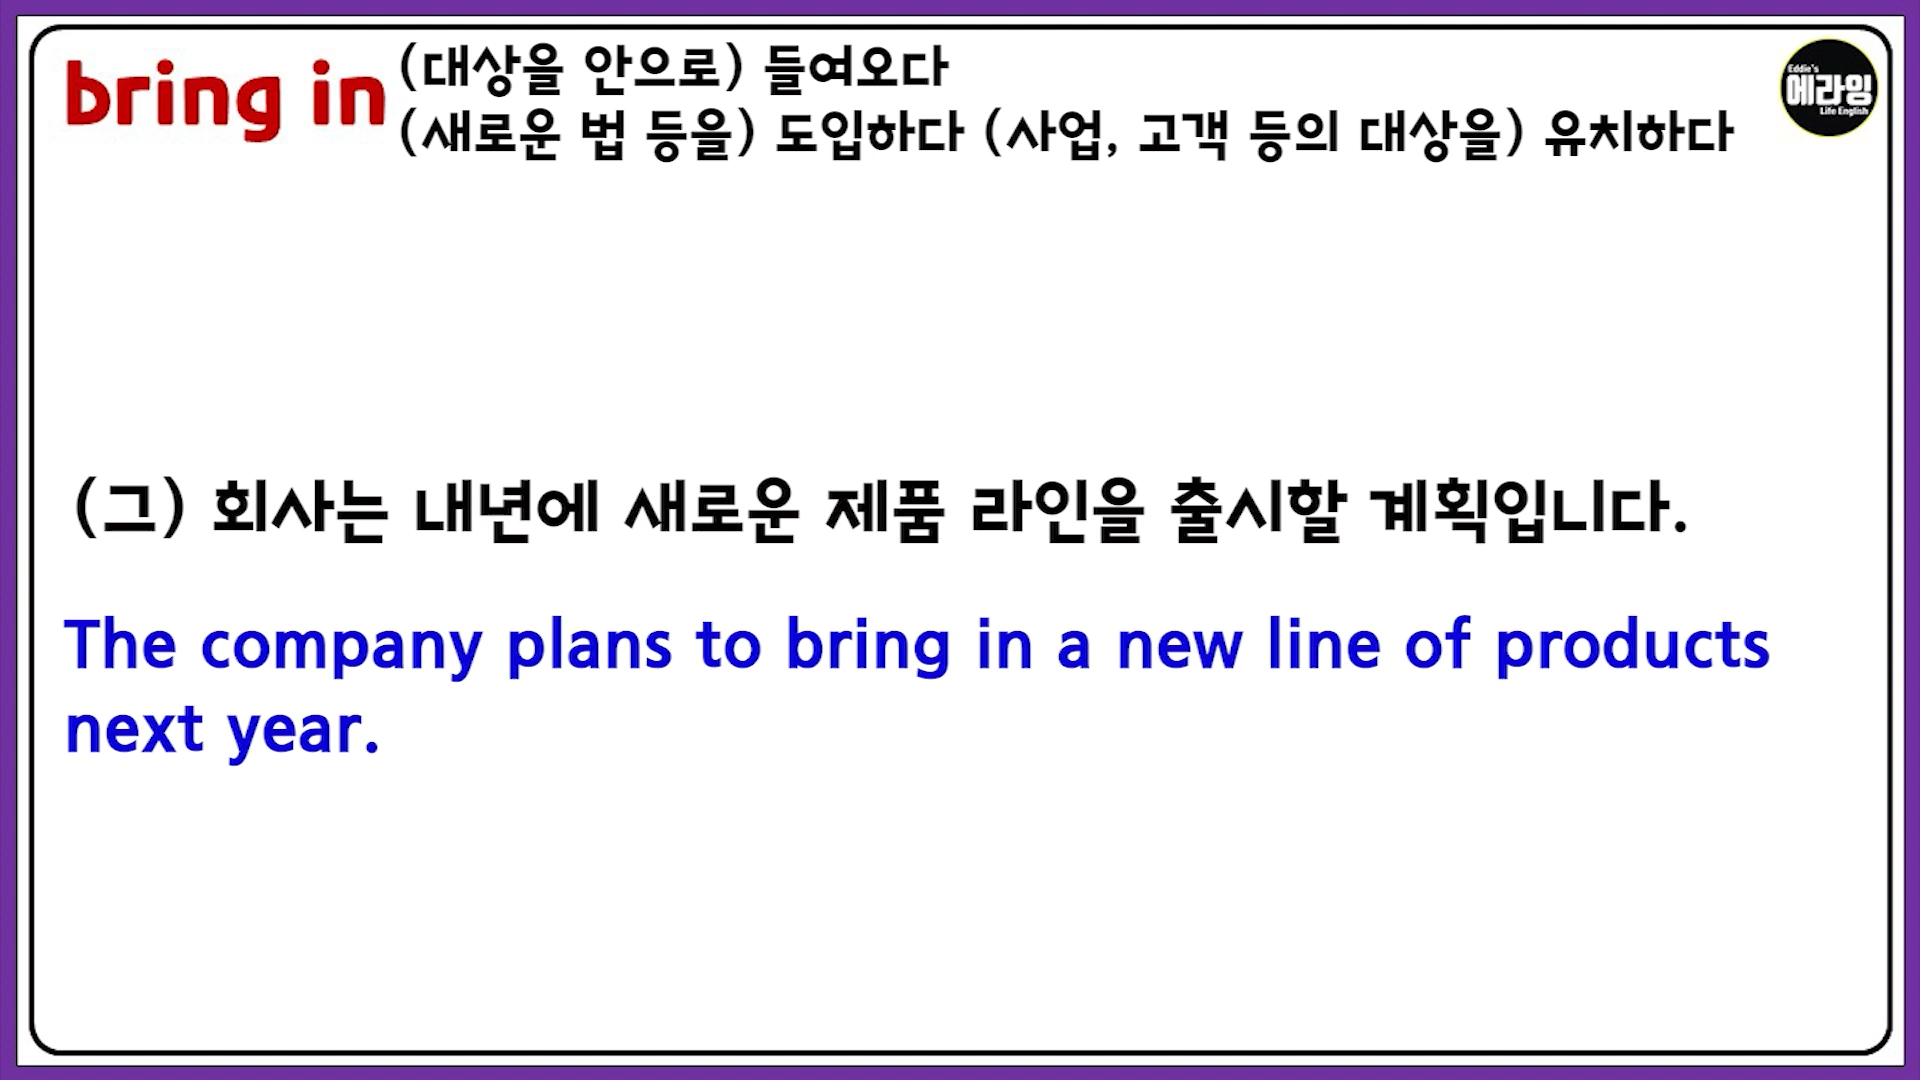 bring in
(대상을 안으로) 들여오다
(새로운 법 등을) 도입하다 (사업, 고객 등의 대상을) 유치하다
Eddie's
에라잉
Life English
(그) 회사는 내년에 새로운 제품 라인을 출시할 계획입니다.
The company plans to bring in a new line of products
next year.